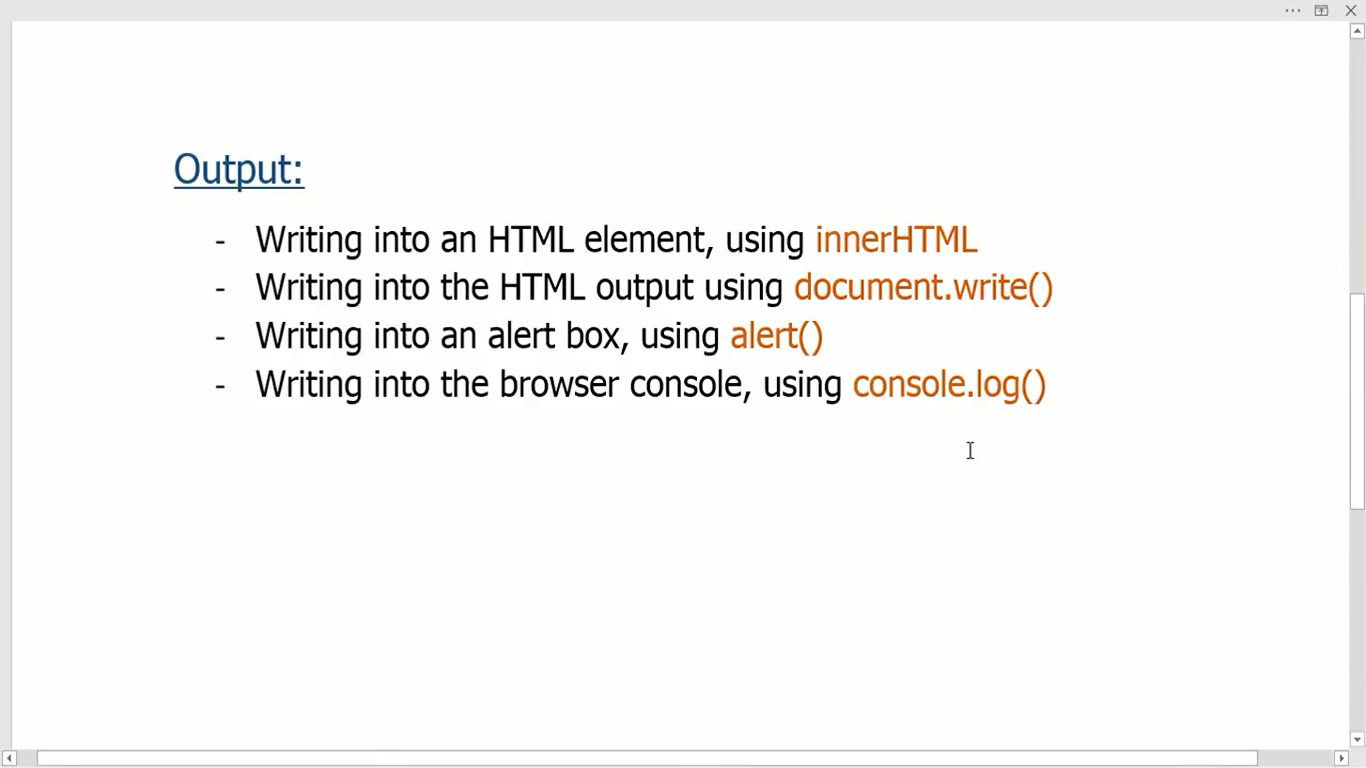 Output:
- Writing into an HTML element, using innerHTML
- Writing into the HTML output using document.write()
- Writing into an alert box, using alert()
- Writing into the browser console, using console.log()